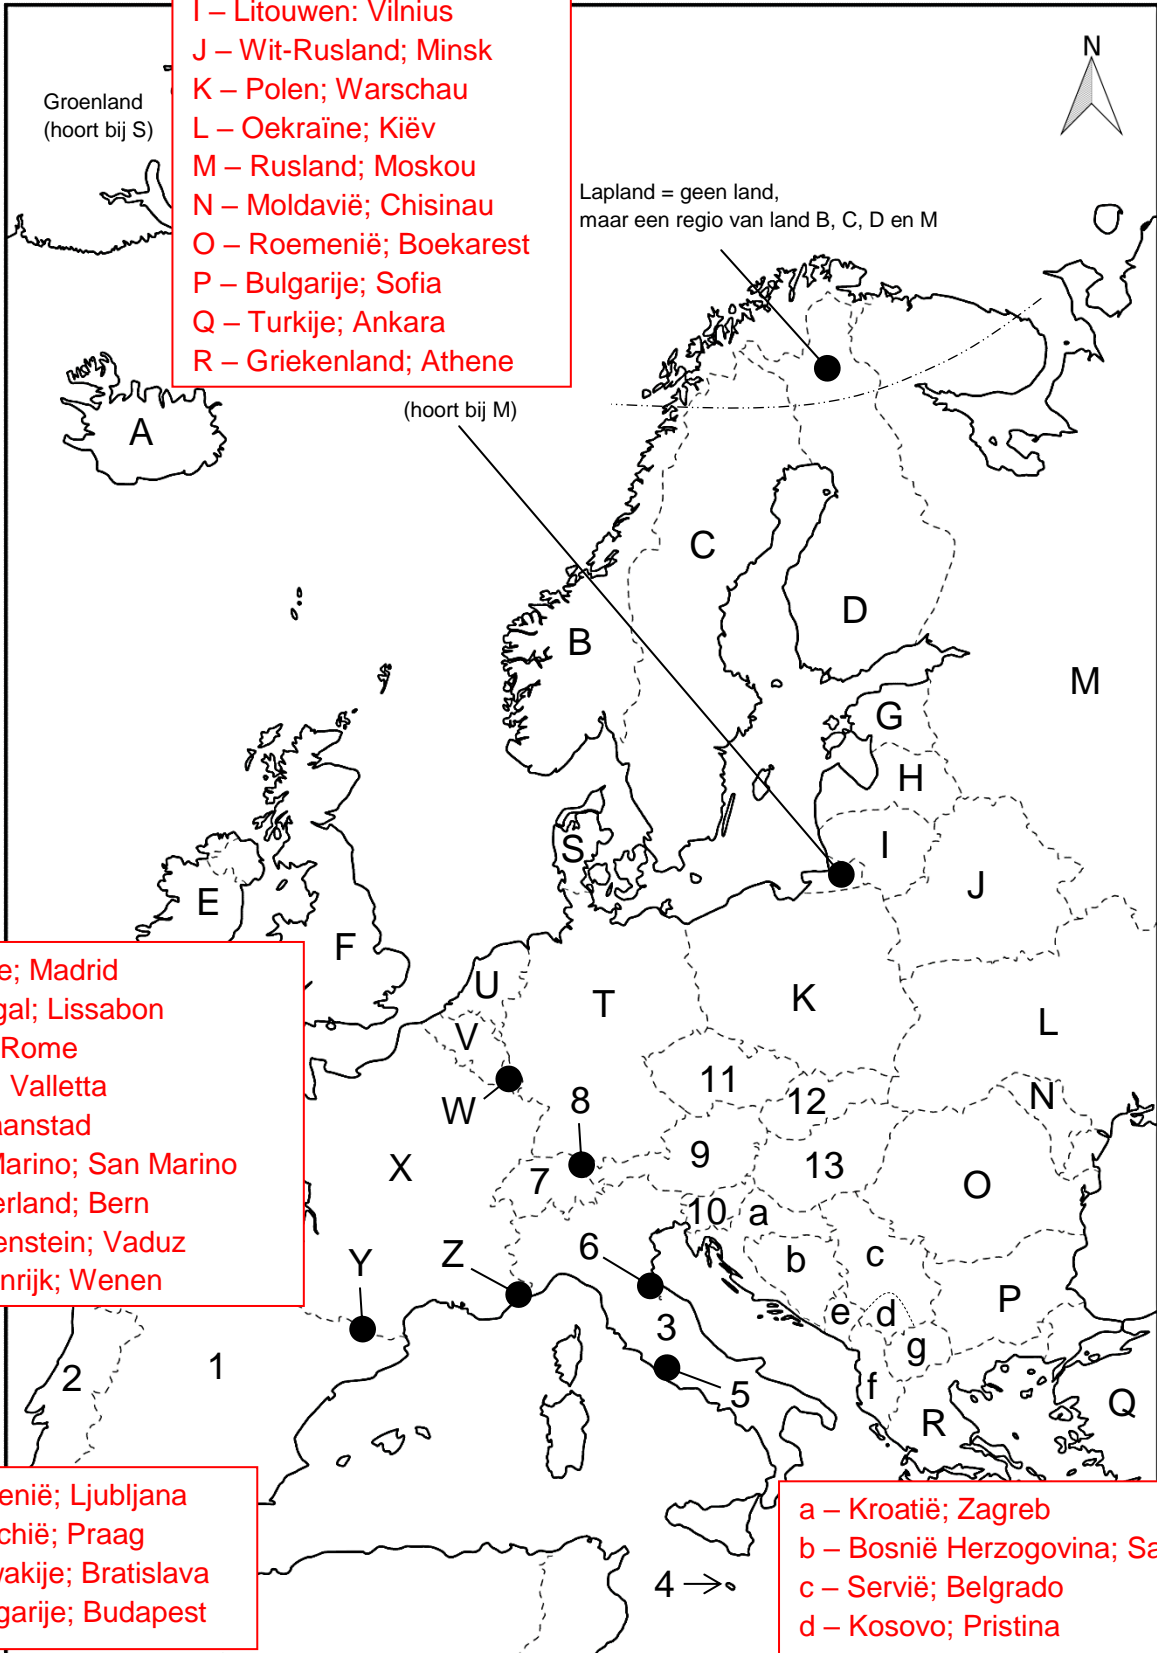 I – Litouwen: Vilnius
J – Wit-Rusland; Minsk
K – Polen; Warschau
L – Oekraïne; Kiëv
M – Rusland; Moskou
N – Moldavië; Chisinau
O – Roemenië; Boekarest
P – Bulgarije; Sofia
Q – Turkije; Ankara
R – Griekenland; Athene
N
Groenland
(hoort bij S)
Lapland = geen land,
maar een regio van land B, C, D en M
(hoort bij M)
A
C
D
B
M
G
H
I
S
J
E
F
U
T
K
L
V
W
11
12
N
8
9
13
X
7
O
10
a
6
b
c
Y
Z
e
d
P
3
g
2
1
5
f
R
Q
4
e; Madrid
gal; Lissabon
Rome
Valletta
aanstad
Marino; San Marino
erland; Bern
enstein; Vaduz
nrijk; Wenen
enië; Ljubljana
chië; Praag
vakije; Bratislava
garije; Budapest
a – Kroatië; Zagreb
b – Bosnië Herzogovina; Sa
c – Servië; Belgrado
d – Kosovo; Pristina